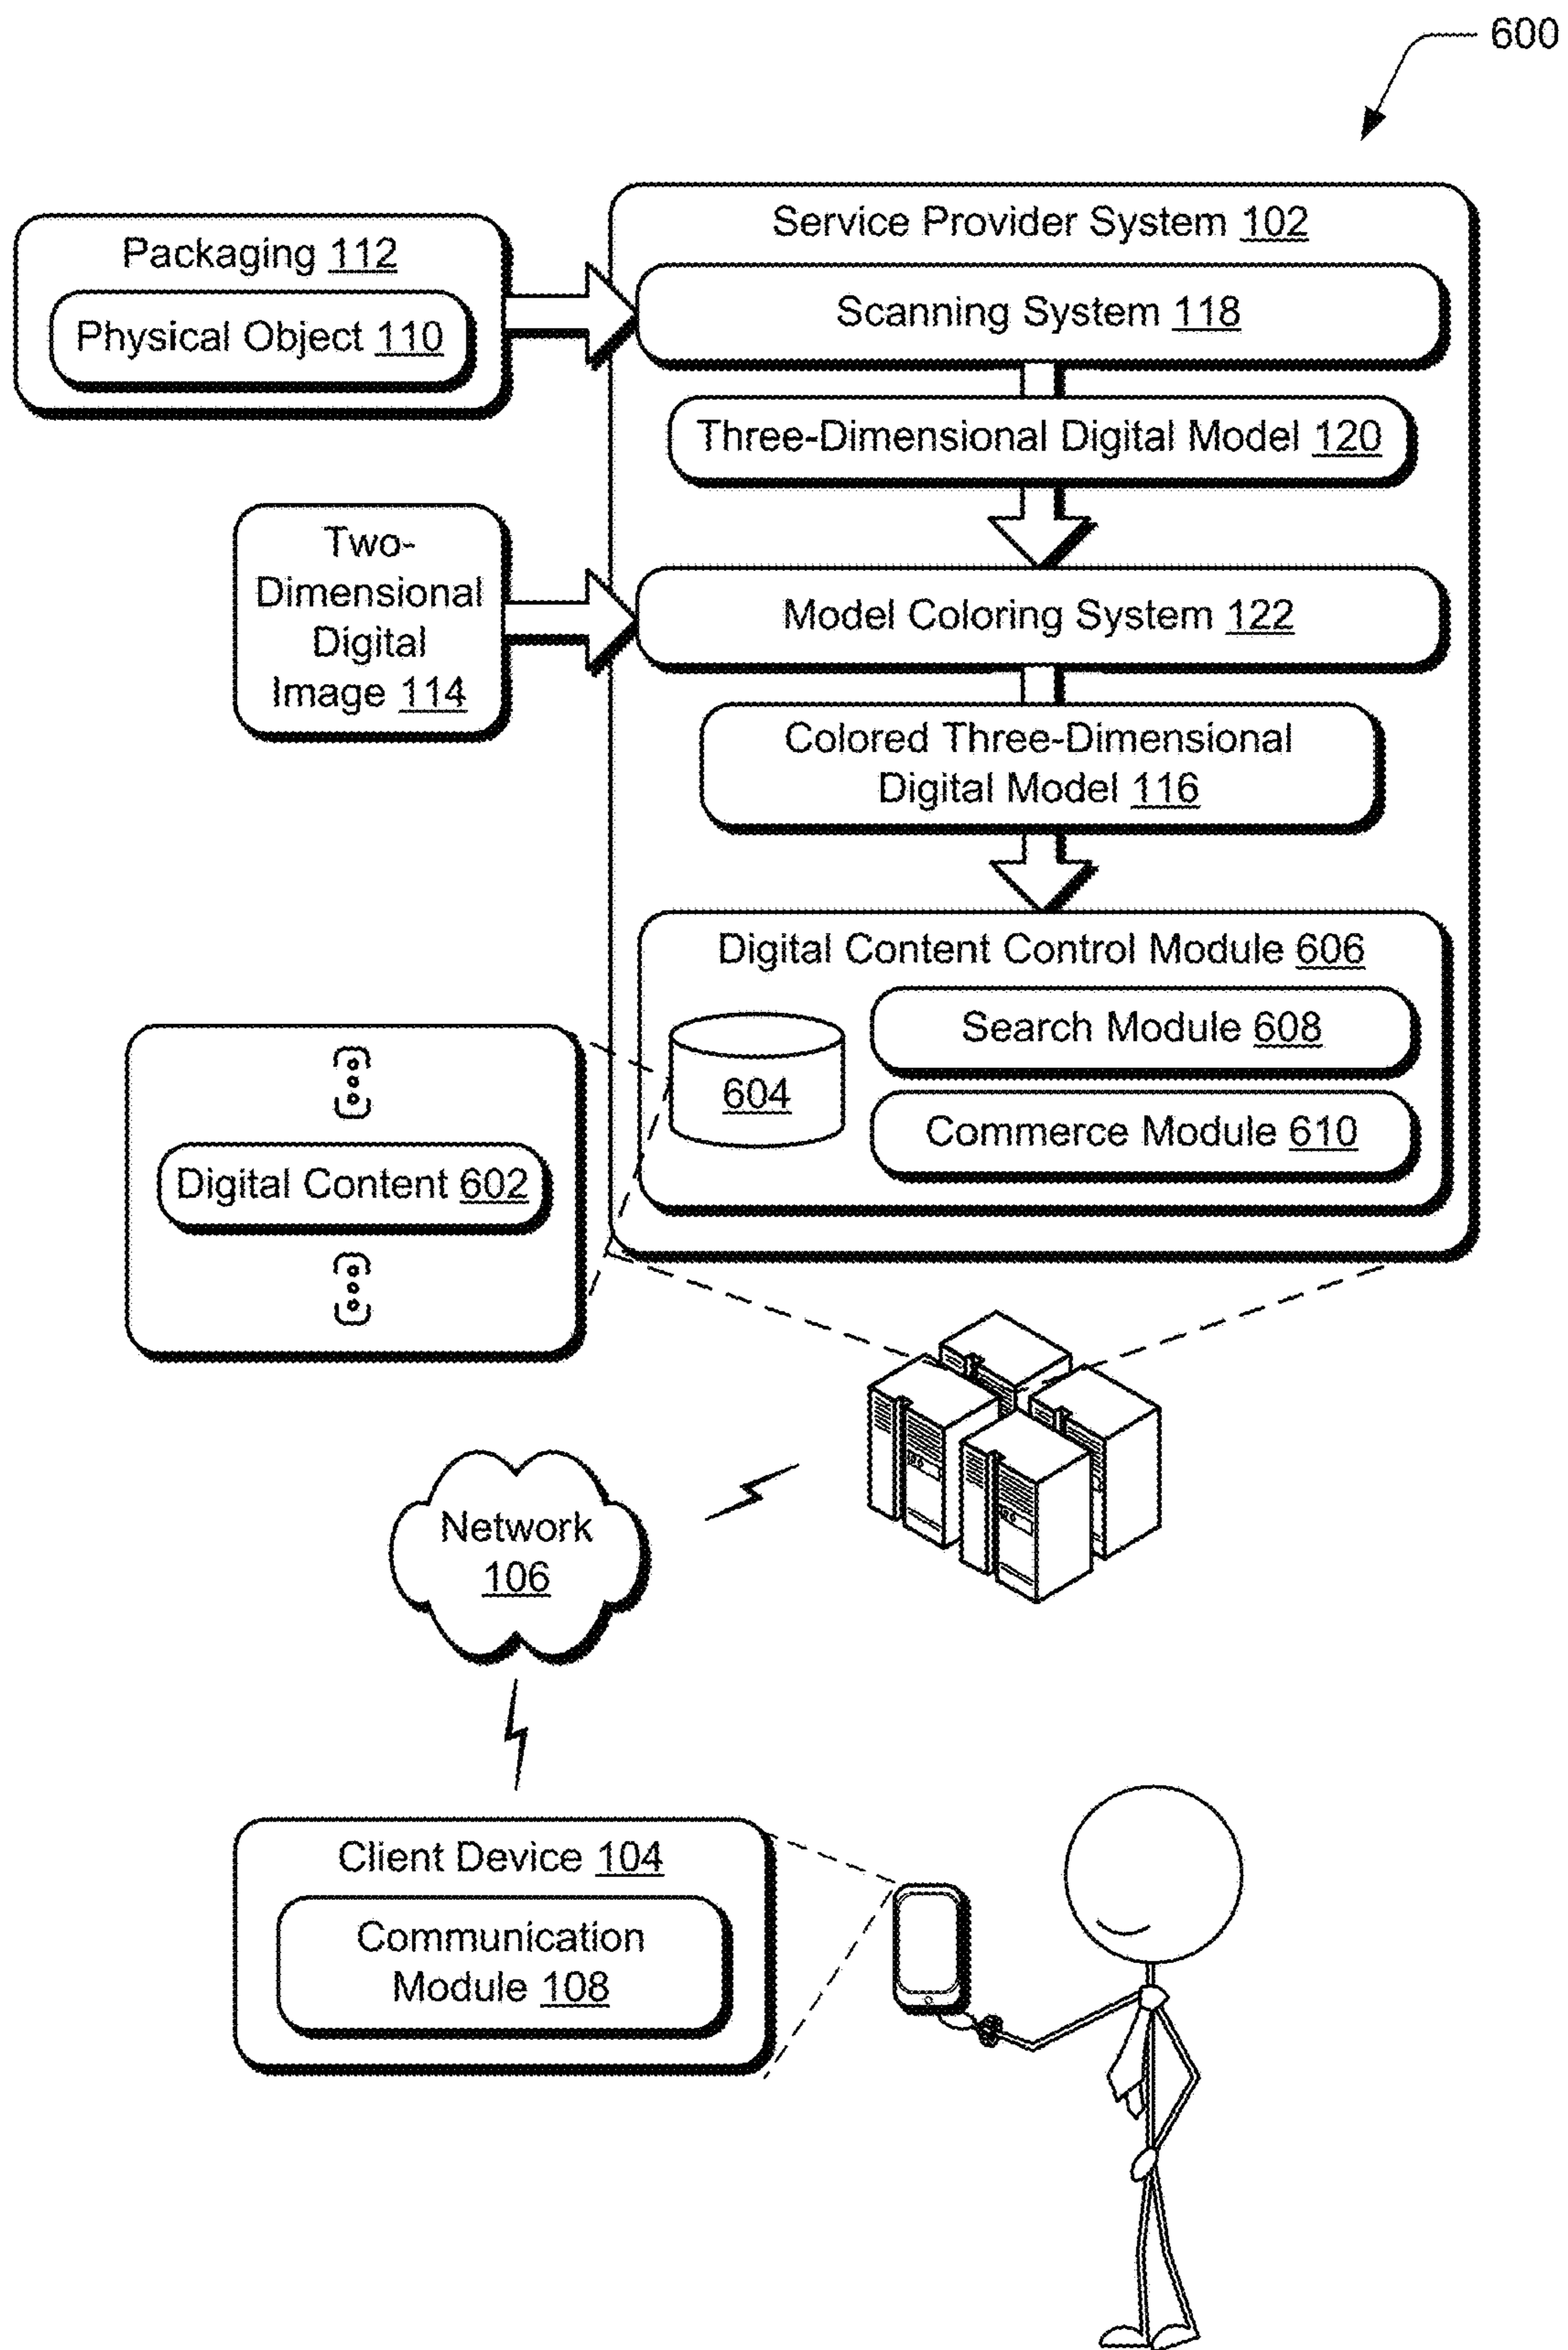 600
Service Provider System 102
Packaging 112
Physical Object 110
Scanning System 118
Three-Dimensional Digital Model 120
Two-
Dimensional
Digital
Image 114
Model Coloring System 122
Colored Three-Dimensional
Digital Model 116
Digital Content Control Module 606
604
Search Module 608
Commerce Module 610
Digital Content 602
Network
106
Client Device 104
Communication
Module 108